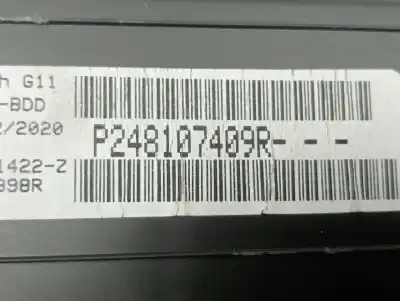 h G11
-BDD
2/2020
P248107409R- - -
1422-Z
898R